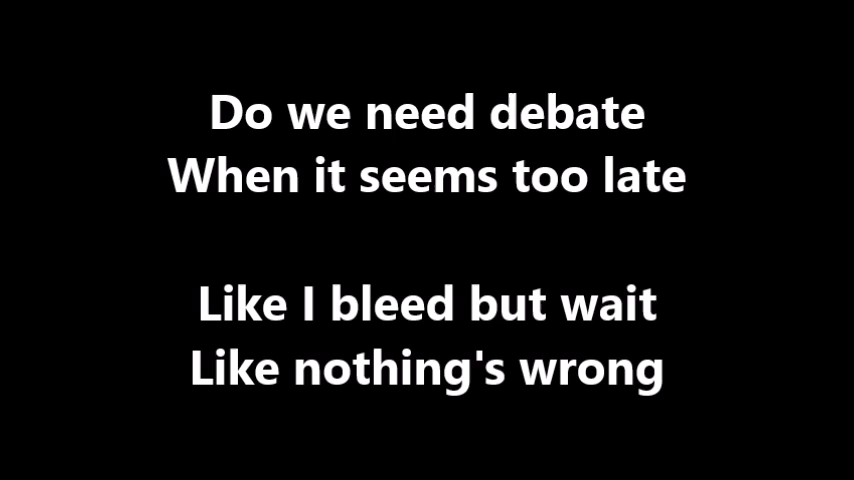 Do we need debate
When it seems too late
Like I bleed but wait
Like nothing's wrong